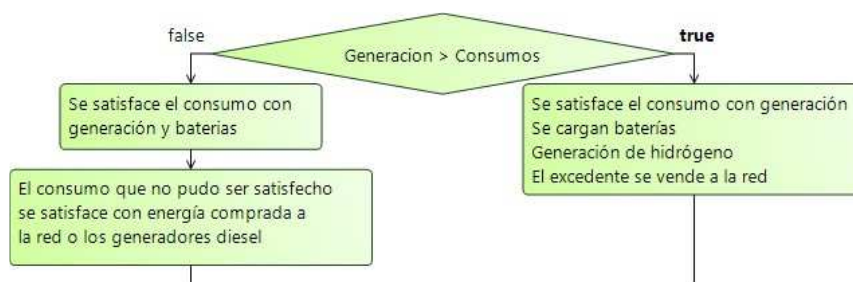 false
Generacion > Consumos
true
Se satisface el consumo con
generación y baterias
El consumo que no pudo ser satisfecho
se satisface con energía comprada a
la red o los generadores diesel
Se satisface el consumo con generación
Se cargan baterías
Generación de hidrógeno
El excedente se vende a la red